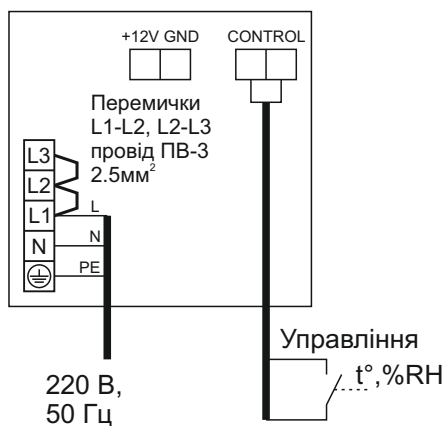 +12V GND CONTROL
Перемички
L1-L2, L2-L3
провід ПВ-3
2.5мм²
L3
L2
L1
L
N
N
PE
Управління
t°,%RH
220 В,
50 Гц